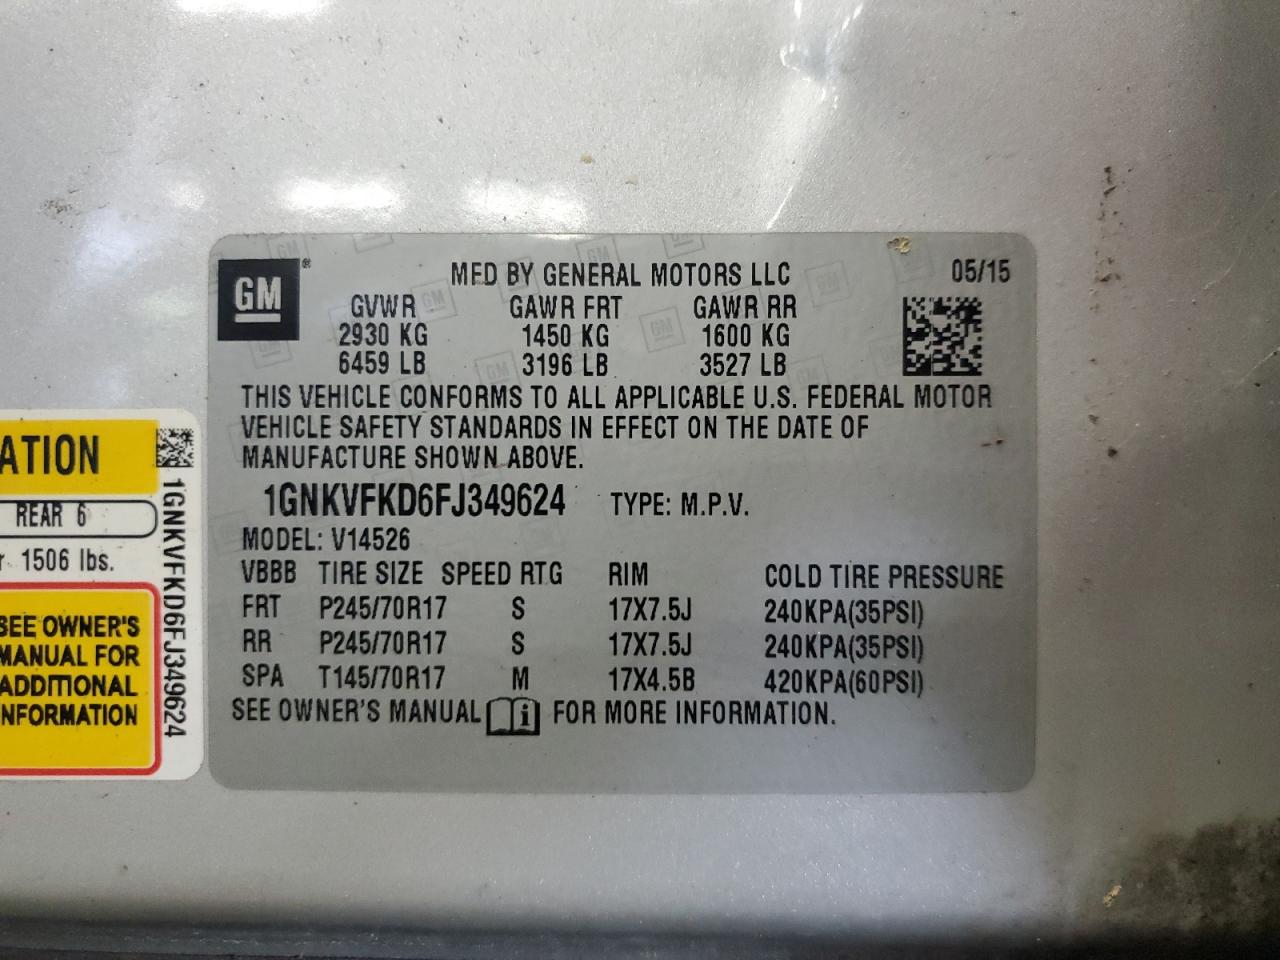 GM
MFD BY GENERAL MOTORS LLC 05/15
GVWR GAWR FRT GAWR RR
2930 KG 1450 KG 1600 KG
6459 LB 3196 LB 3527 LB
THIS VEHICLE CONFORMS TO ALL APPLICABLE U.S. FEDERAL MOTOR
VEHICLE SAFETY STANDARDS IN EFFECT ON THE DATE OF
MANUFACTURE SHOWN ABOVE.
1GNKVFKD6FJ349624 TYPE: M.P.V.
MODEL: V14526
VBBB TIRE SIZE SPEED RTG RIM COLD TIRE PRESSURE
FRT P245/70R17 S 17X7.5J 240KPA(35PSI)
RR P245/70R17 S 17X7.5J 240KPA(35PSI)
SPA T145/70R17 M 17X4.5B 420KPA(60PSI)
SEE OWNER'S MANUAL i FOR MORE INFORMATION.
ATION
REAR 6
r 1506 lbs.
SEE OWNER'S
MANUAL FOR
ADDITIONAL
NFORMATION
1GNKVFKD6FJ349624